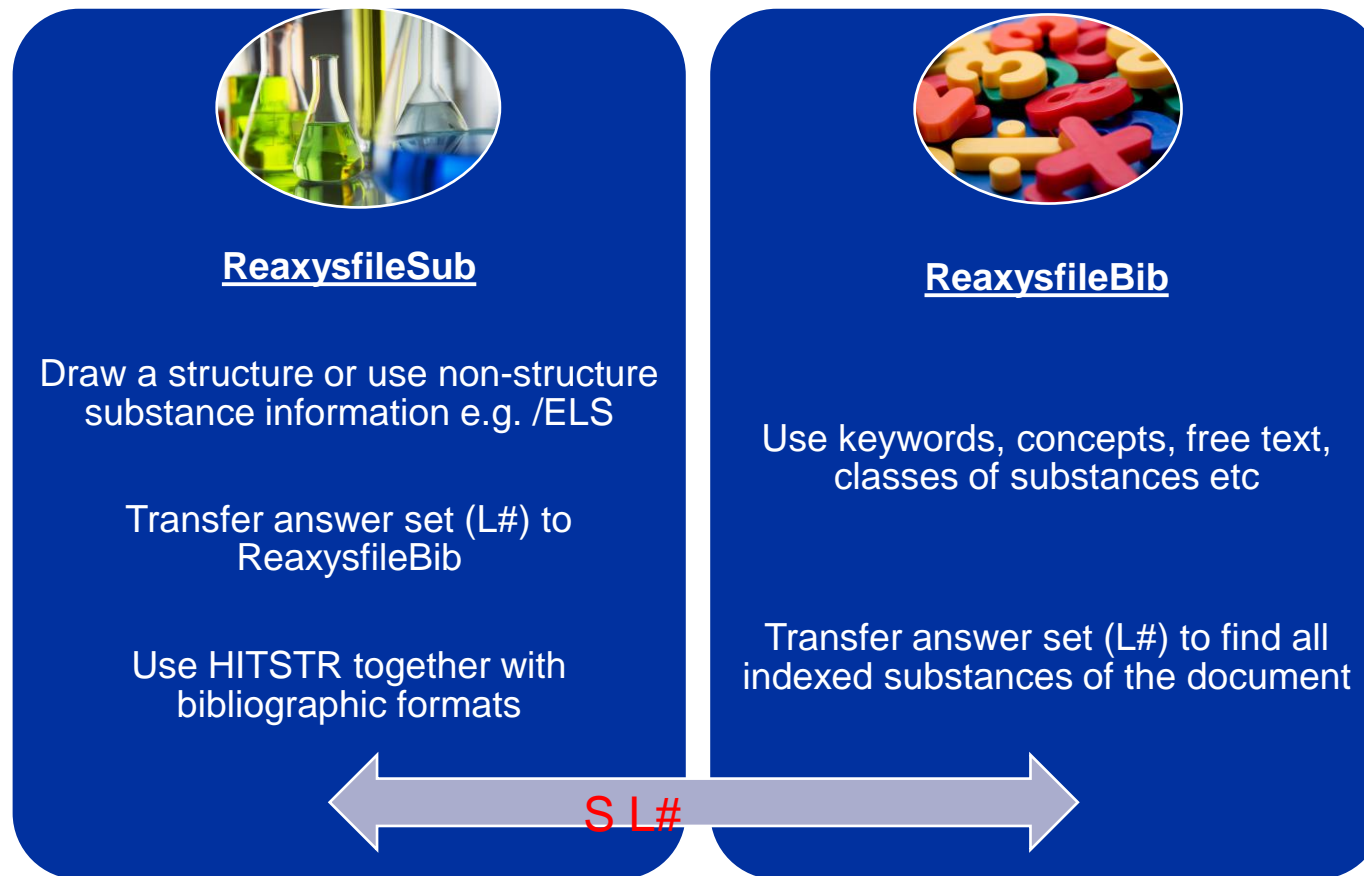 ReaxysfileSub
Draw a structure or use non-structure
substance information e.g. /ELS
Transfer answer set (L#) to
ReaxysfileBib
Use HITSTR together with
bibliographic formats
ReaxysfileBib
Use keywords, concepts, free text,
classes of substances etc
Transfer answer set (L#) to find all
indexed substances of the document
S L#